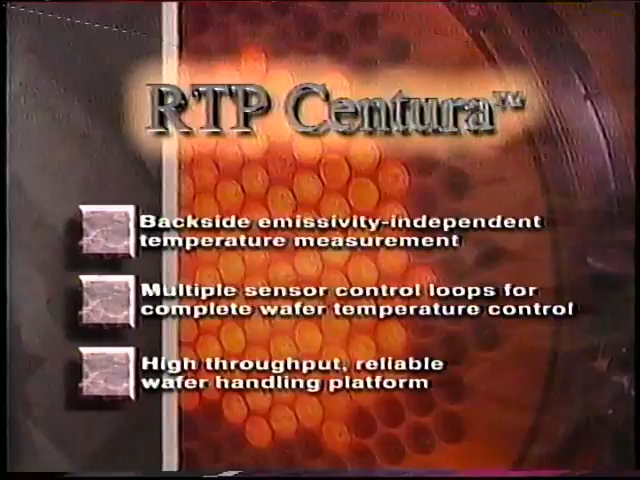 RTP Centura™
Backside emissivity-independent
temperature measurement
Multiple sensor control loops for
complete wafer temperature control
High throughput, reliable
wafer handling platform